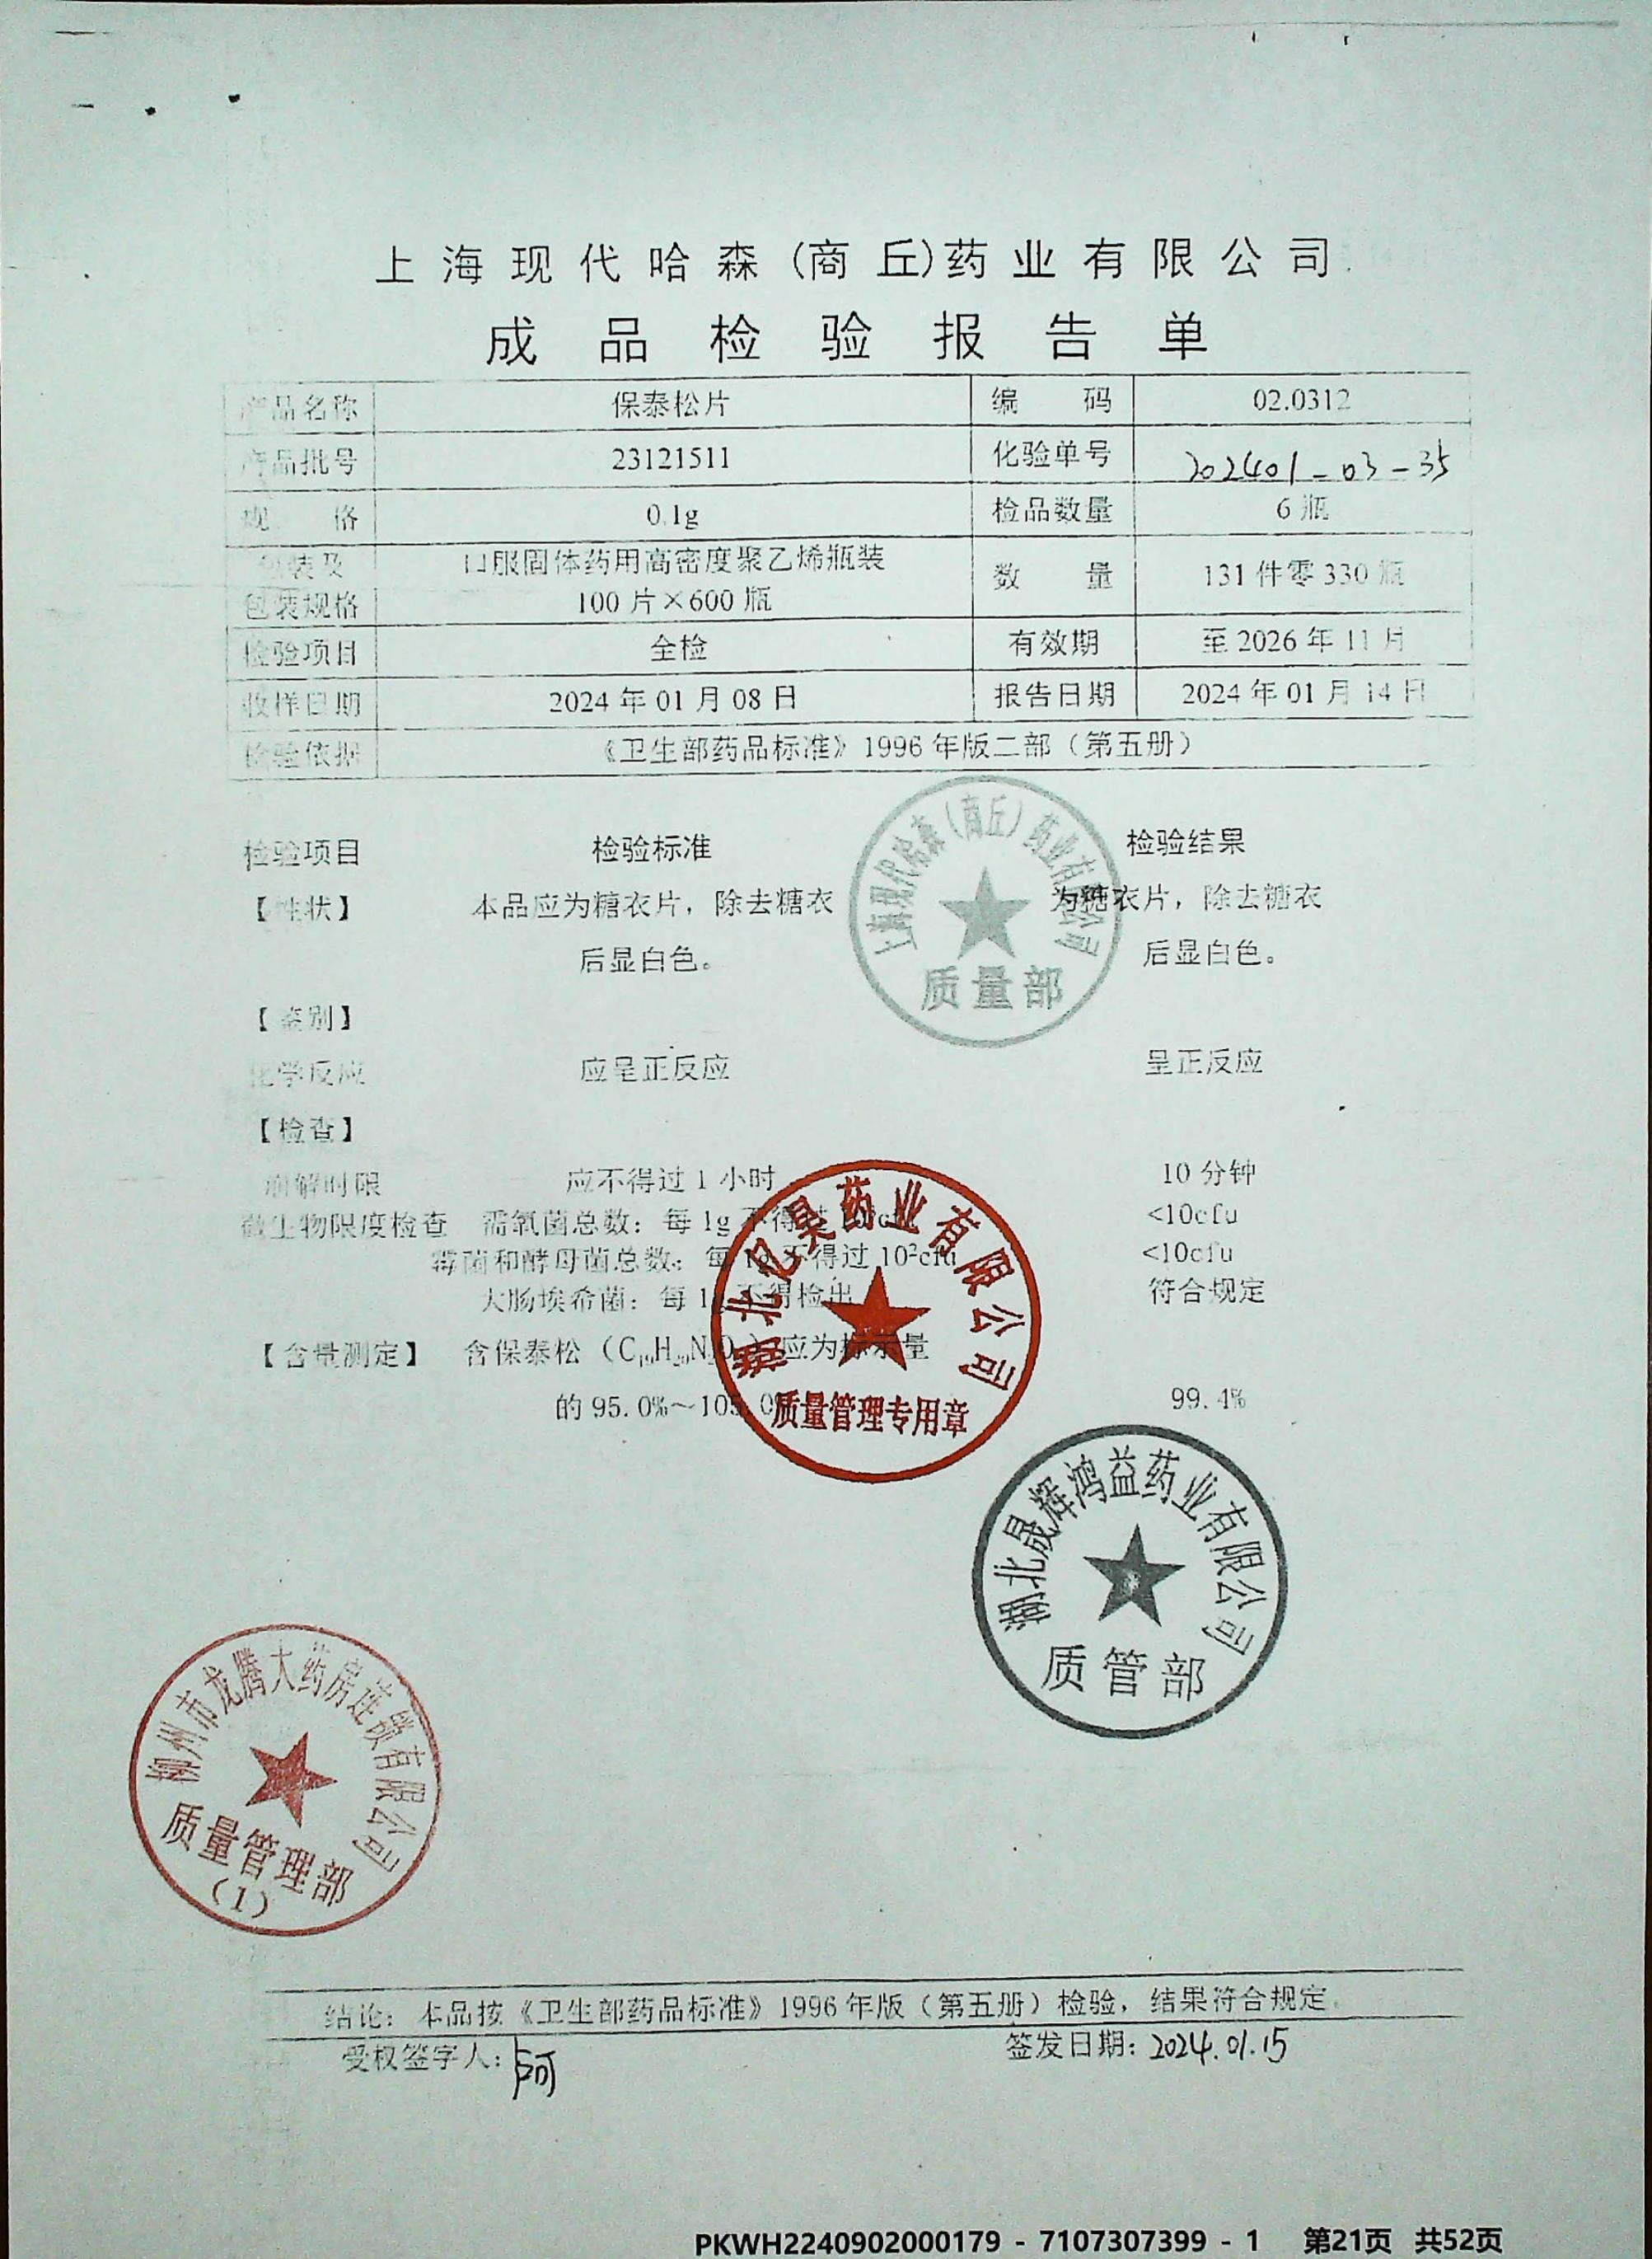 上海现代哈森(商丘)药业有限公司
成品检验报告单
产品名称 保泰松片 编码 02.0312
产品批号 23121511 化验单号 202401-03-35
规格 0.1g 检品数量 6瓶
包装及 口服固体药用高密度聚乙烯瓶装 数量 131件零330瓶
包装规格 100片×600瓶
检验项目 全检 有效期 至2026年11月
收样日期 2024年01月08日 报告日期 2024年01月14日
检验依据 《卫生部药品标准》1996年版二部（第五册）
检验项目 检验标准 检验结果
【性状】 本品应为糖衣片，除去糖衣 为糖衣片，除去糖衣
后显白色。 后显白色。
【鉴别】
化学反应 应呈正反应 呈正反应
【检查】
崩解时限 应不得过1小时 10分钟
微生物限度检查 需氧菌总数：每1g不得过 <10cfu
霉菌和酵母菌总数：每1g不得过10²cfu <10cfu
大肠埃希菌：每1g不得检出 符合规定
【含量测定】 含保泰松（C₁₉H₂₀N₂O₂）应为标示量
的95.0%～105.0% 99.4%
上海现代哈森（商丘）药业有限公司
质量部
湖北亿昊药业有限公司
质量管理专用章
湖北晟辉鸿益药业有限公司
质管部
柳州市龙腾大药房连锁有限公司
质量管理部
(1)
结论：本品按《卫生部药品标准》1996年版（第五册）检验，结果符合规定
受权签字人： 签发日期：2024.01.15
PKWH2240902000179 - 7107307399 - 1 第21页 共52页